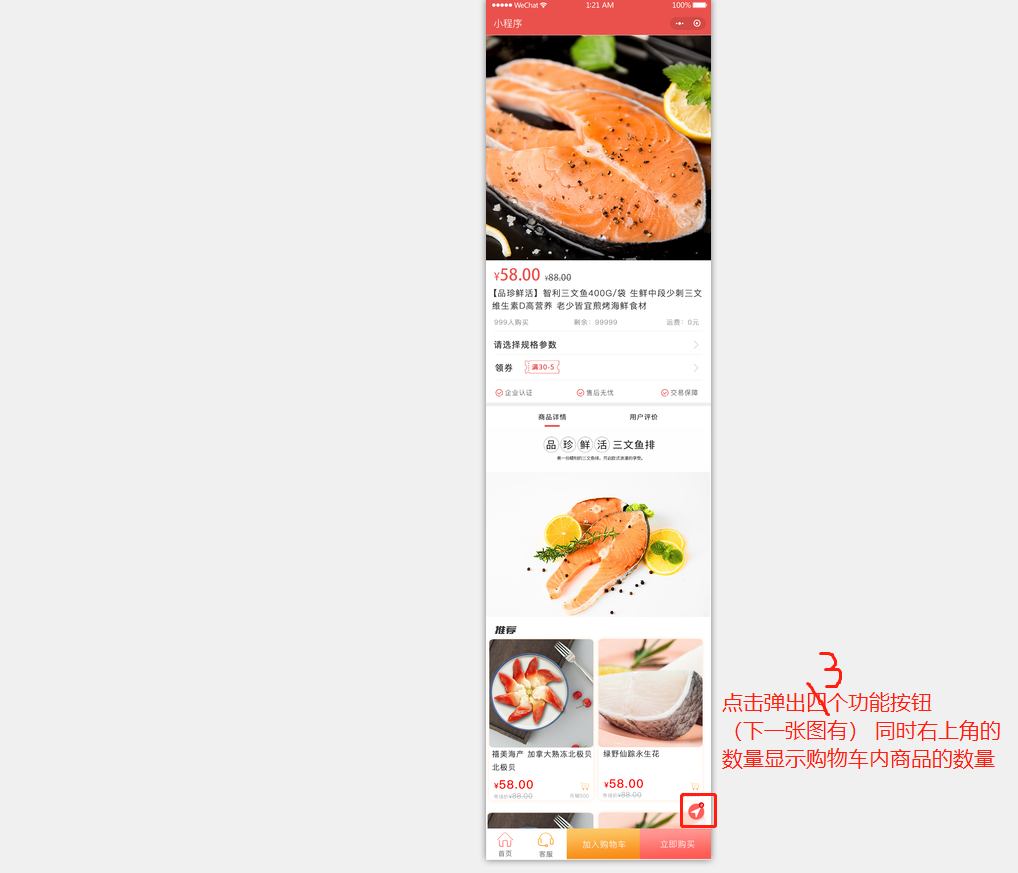 WeChat 1:21 AM 100%
小程序
¥58.00 ¥88.00
【品珍鲜活】智利三文鱼400G/袋 生鲜中段少刺三文
维生素D高营养 老少皆宜煎烤海鲜食材
999人购买 剩余：99999 运费：0元
请选择规格参数
领券 满30-5
企业认证 售后无忧 交易保障
商品详情 用户评价
品珍鲜活 三文鱼排
推荐
禧美海产 加拿大熟冻北极贝 绿野仙踪永生花
北极贝
¥58.00 ¥58.00
¥88.00 ¥88.00
3
点击弹出四个功能按钮
（下一张图有） 同时右上角的
数量显示购物车内商品的数量
首页 客服 加入购物车 立即购买